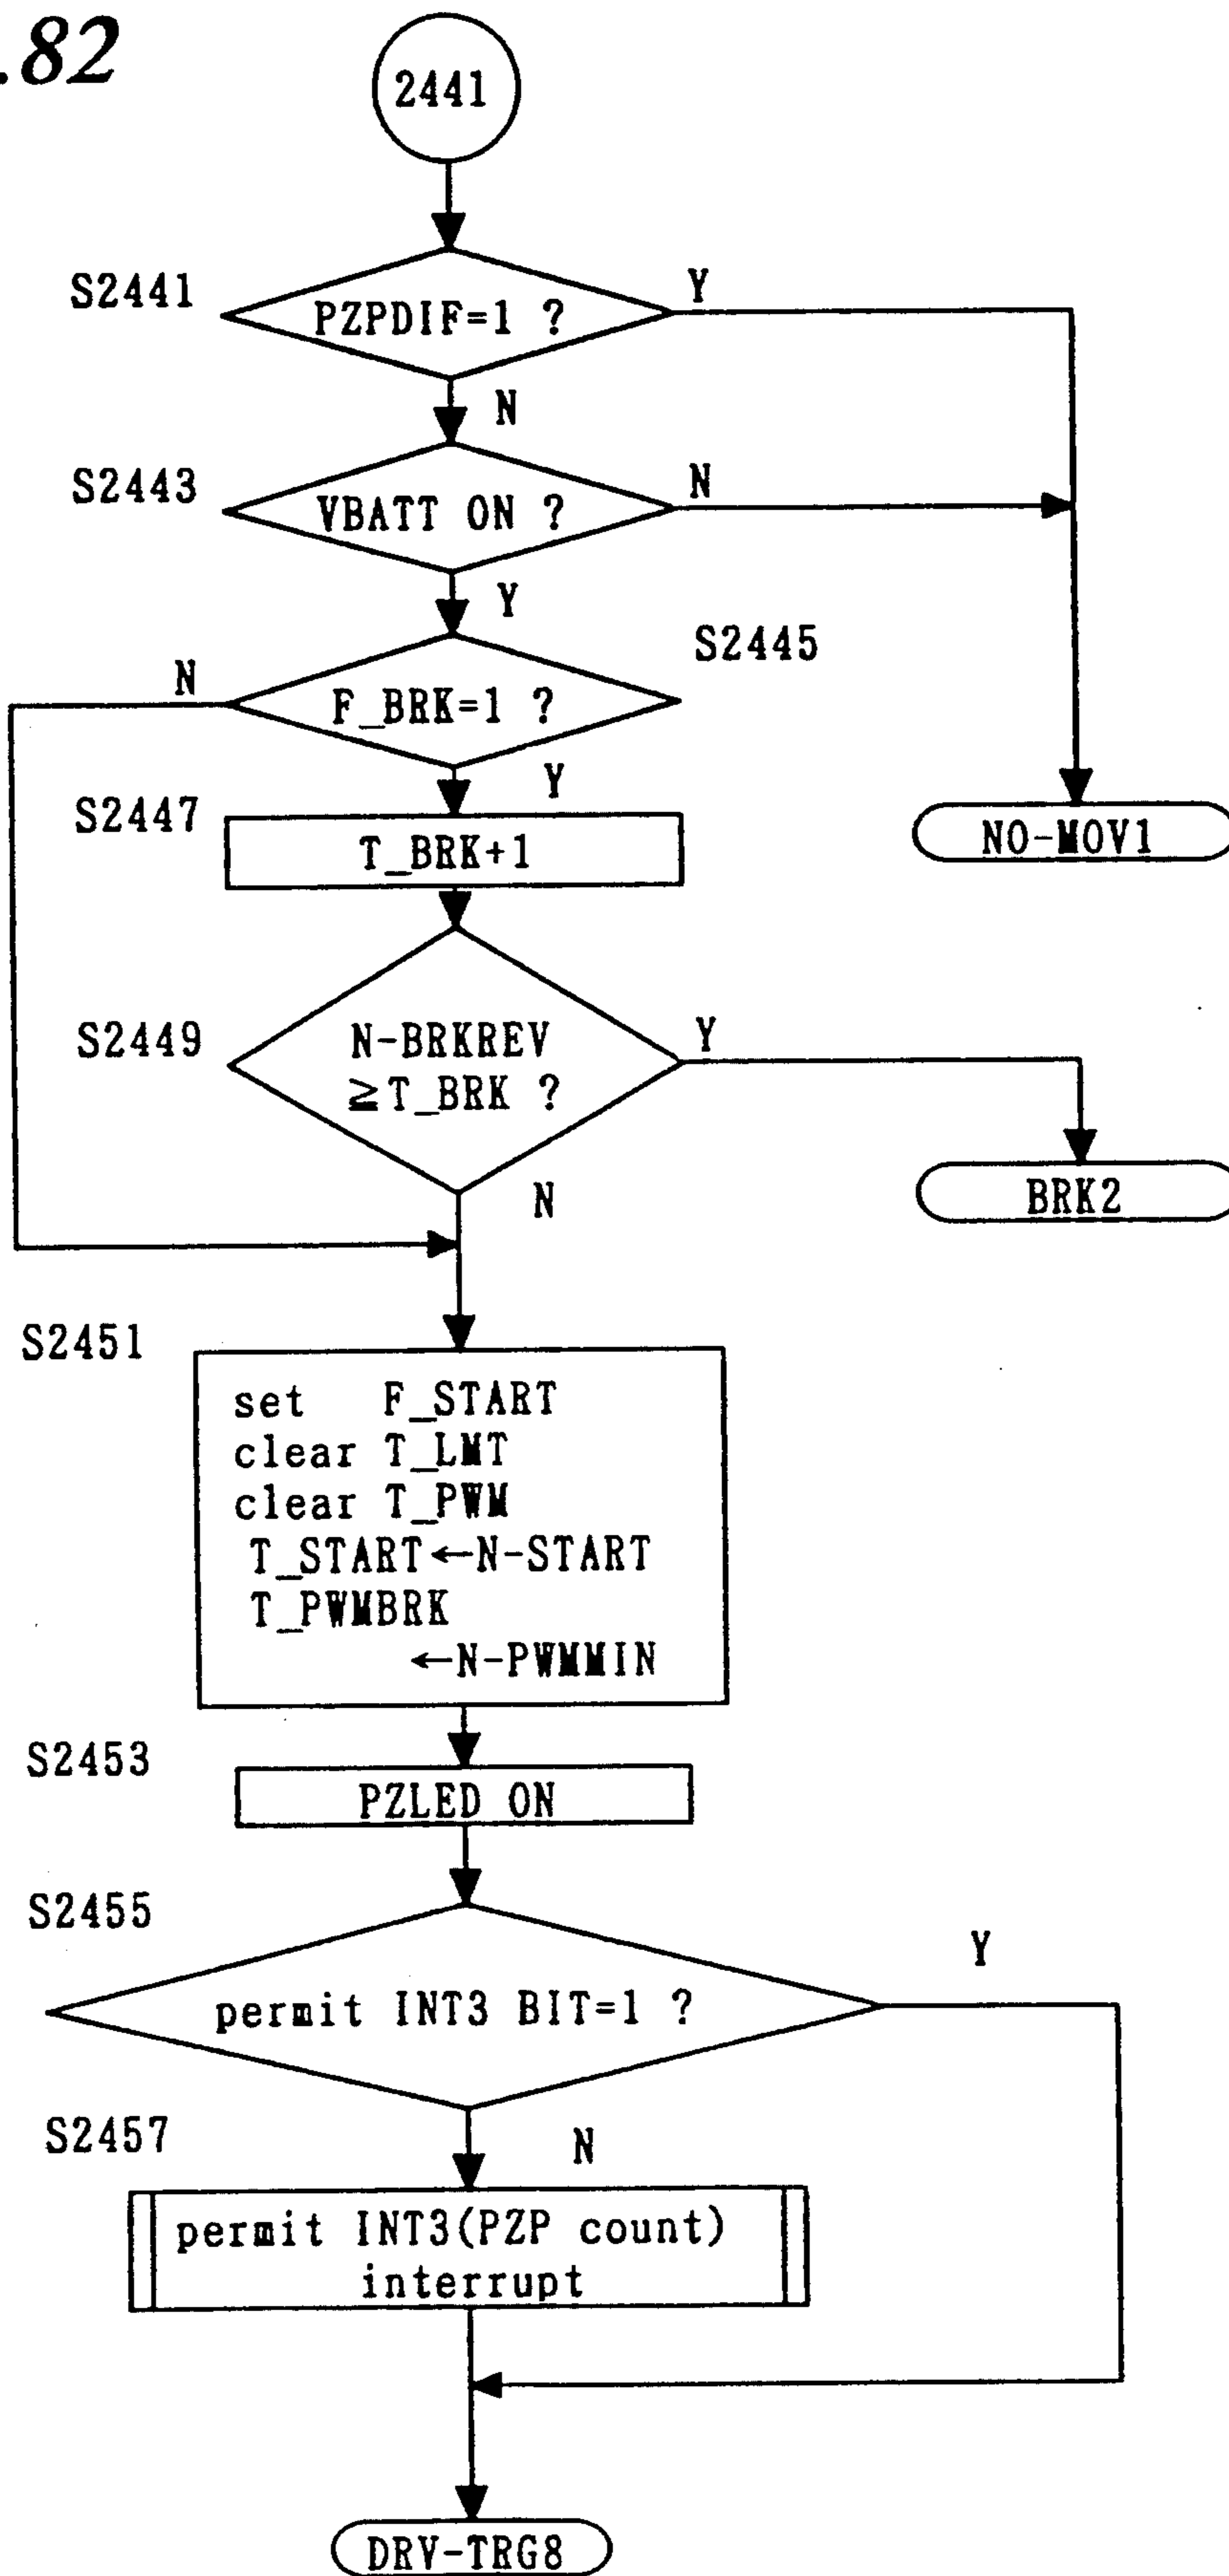 .82
2441
S2441
PZPDIF=1 ?
Y
N
S2443
VBATT ON ?
N
Y
S2445
N
F_BRK=1 ?
Y
S2447
T_BRK+1
NO-MOV1
S2449
N-BRKREV
≧T_BRK ?
Y
N
BRK2
S2451
set F_START
clear T_LMT
clear T_PWM
T_START←N-START
T_PWMBRK
←N-PWMMIN
S2453
PZLED ON
S2455
Y
permit INT3 BIT=1 ?
S2457
N
permit INT3(PZP count)
interrupt
DRV-TRG8